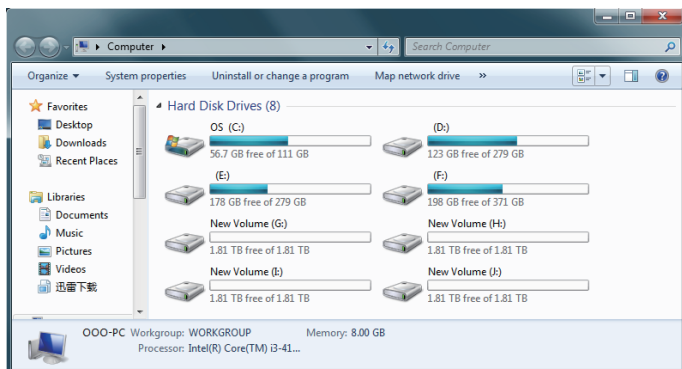 Computer
Search Computer
Organize
System properties
Uninstall or change a program
Map network drive
»
Favorites
Desktop
Downloads
Recent Places
Libraries
Documents
Music
Pictures
Videos
迅雷下载
Hard Disk Drives (8)
OS (C:)
56.7 GB free of 111 GB
(D:)
123 GB free of 279 GB
(E:)
178 GB free of 279 GB
(F:)
198 GB free of 371 GB
New Volume (G:)
1.81 TB free of 1.81 TB
New Volume (H:)
1.81 TB free of 1.81 TB
New Volume (I:)
1.81 TB free of 1.81 TB
New Volume (J:)
1.81 TB free of 1.81 TB
OOO-PC Workgroup: WORKGROUP Memory: 8.00 GB
Processor: Intel(R) Core(TM) i3-41...